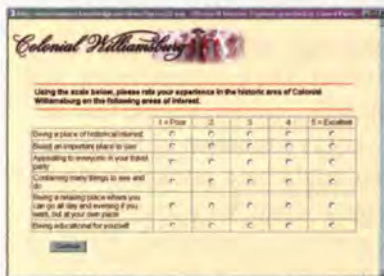 Colonial Williamsburg
Using the scale below, please rate your experience in the historic area of Colonial
Williamsburg on the following areas of interest.
1 = Poor 2 3 4 5 = Excellent
Being a place of historical interest
Being an important place to see
Appealing to everyone in your travel
party
Containing many things to see and
do
Being a relaxing place where you
can go all day and evening if you
want, but at your own pace
Being educational for yourself
Continue